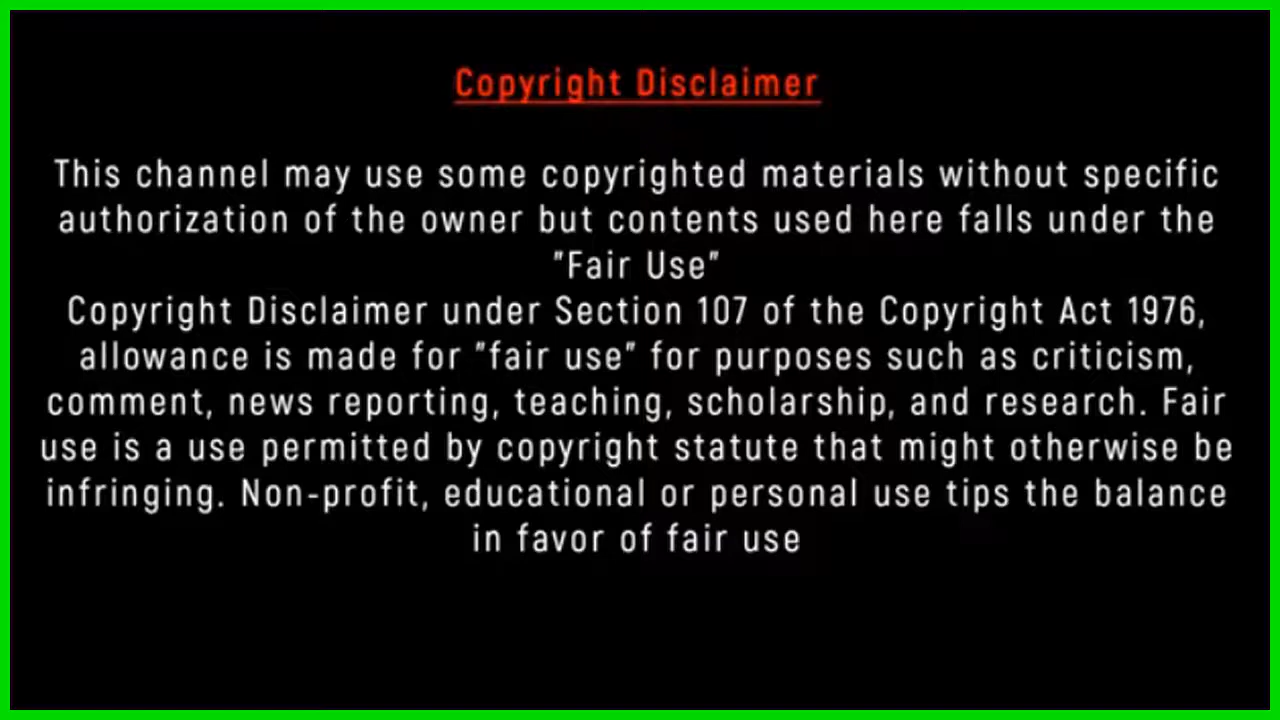 Copyright Disclaimer
This channel may use some copyrighted materials without specific
authorization of the owner but contents used here falls under the
"Fair Use"
Copyright Disclaimer under Section 107 of the Copyright Act 1976,
allowance is made for "fair use" for purposes such as criticism,
comment, news reporting, teaching, scholarship, and research. Fair
use is a use permitted by copyright statute that might otherwise be
infringing. Non-profit, educational or personal use tips the balance
in favor of fair use